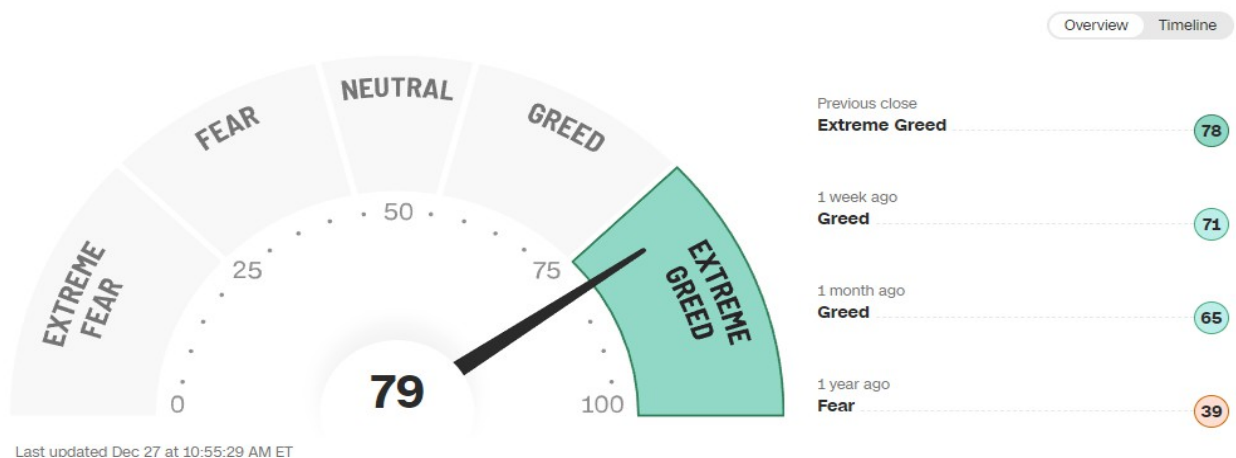 Overview Timeline
EXTREME
FEAR
FEAR
NEUTRAL
GREED
EXTREME
GREED
0
25
50
75
100
79
Last updated Dec 27 at 10:55:29 AM ET
Previous close
Extreme Greed 78
1 week ago
Greed 71
1 month ago
Greed 65
1 year ago
Fear 39